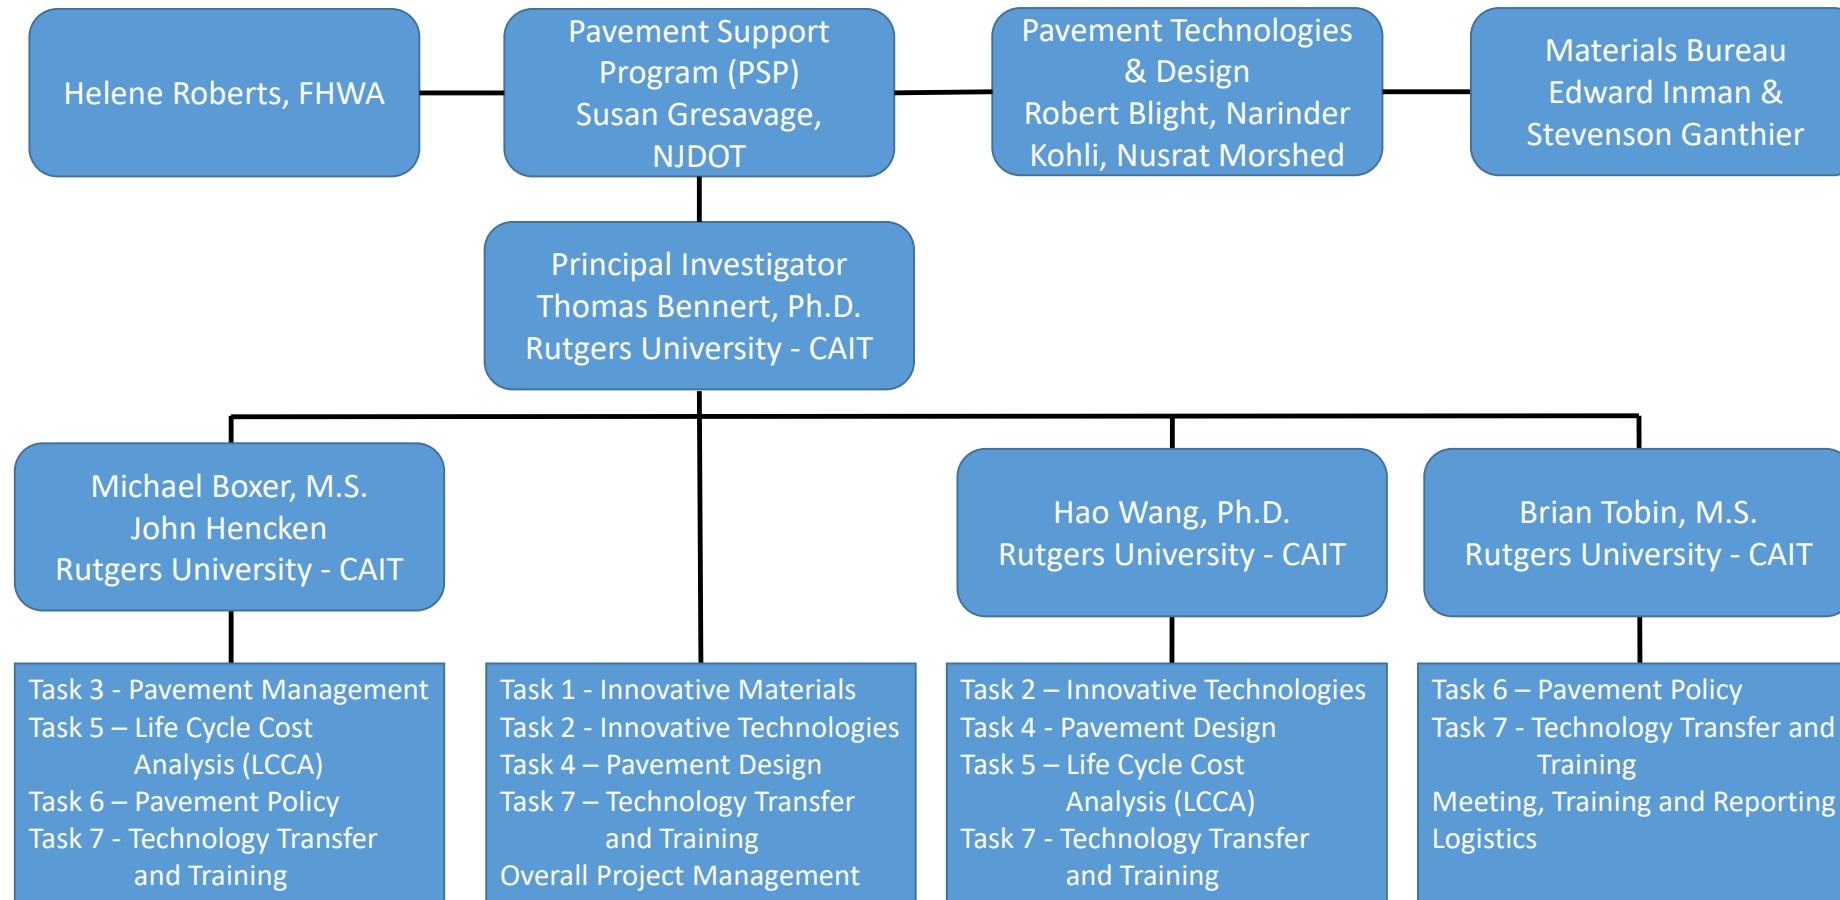 Helene Roberts, FHWA
Pavement Support
Program (PSP)
Susan Gresavage,
NJDOT
Pavement Technologies
& Design
Robert Blight, Narinder
Kohli, Nusrat Morshed
Materials Bureau
Edward Inman &
Stevenson Ganthier
Principal Investigator
Thomas Bennert, Ph.D.
Rutgers University - CAIT
Michael Boxer, M.S.
John Hencken
Rutgers University - CAIT
Hao Wang, Ph.D.
Rutgers University - CAIT
Brian Tobin, M.S.
Rutgers University - CAIT
Task 3 - Pavement Management
Task 5 – Life Cycle Cost
Analysis (LCCA)
Task 6 – Pavement Policy
Task 7 - Technology Transfer
and Training
Task 1 - Innovative Materials
Task 2 - Innovative Technologies
Task 4 – Pavement Design
Task 7 – Technology Transfer
and Training
Overall Project Management
Task 2 – Innovative Technologies
Task 4 - Pavement Design
Task 5 – Life Cycle Cost
Analysis (LCCA)
Task 7 - Technology Transfer
and Training
Task 6 – Pavement Policy
Task 7 - Technology Transfer and
Training
Meeting, Training and Reporting
Logistics